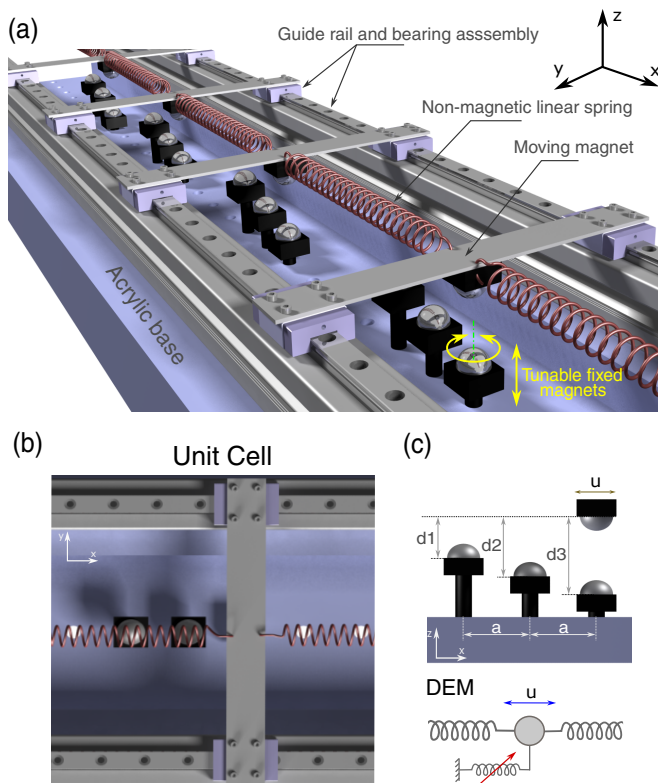 (a)
Guide rail and bearing asssembly
z
y
x
Non-magnetic linear spring
Moving magnet
Acrylic base
Tunable fixed
magnets
(b)
Unit Cell
y
x
(c)
u
d1
d2
d3
a
a
z
x
DEM
u